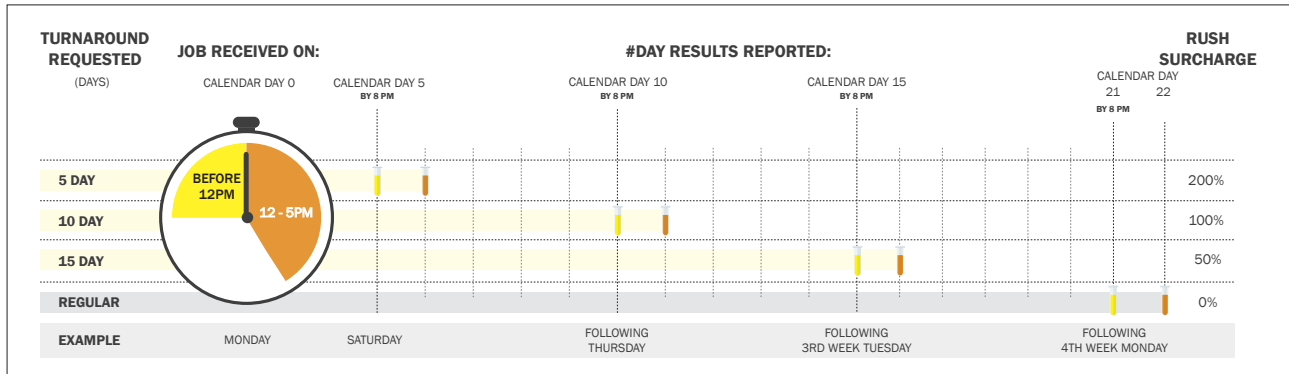 TURNAROUND
REQUESTED
(DAYS)
JOB RECEIVED ON:
#DAY RESULTS REPORTED:
RUSH
SURCHARGE
CALENDAR DAY 0
CALENDAR DAY 5
BY 8 PM
CALENDAR DAY 10
BY 8 PM
CALENDAR DAY 15
BY 8 PM
CALENDAR DAY
21 22
BY 8 PM
BEFORE
12PM
12 - 5PM
5 DAY
200%
10 DAY
100%
15 DAY
50%
REGULAR
0%
EXAMPLE
MONDAY
SATURDAY
FOLLOWING
THURSDAY
FOLLOWING
3RD WEEK TUESDAY
FOLLOWING
4TH WEEK MONDAY